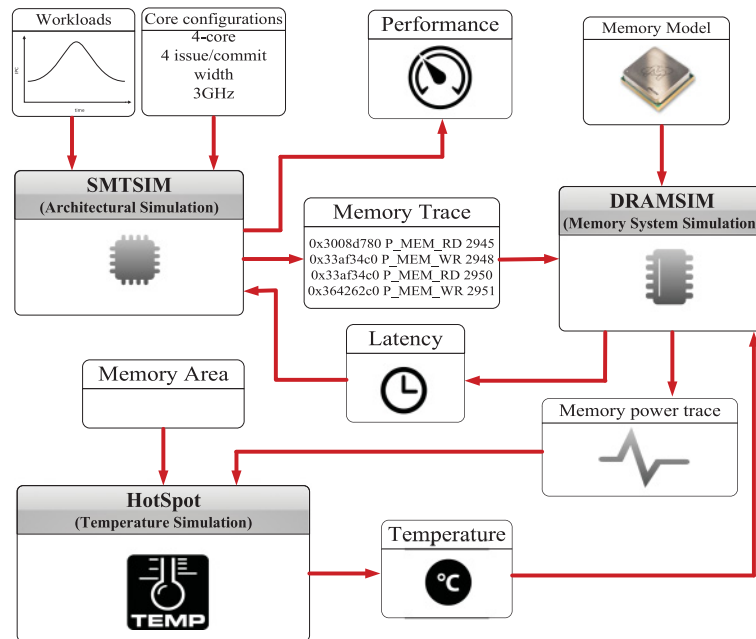 Workloads
IPC
time
Core configurations
4-core
4 issue/commit
width
3GHz
Performance
Memory Model
SMTSIM
(Architectural Simulation)
Memory Trace
0x3008d780 P_MEM_RD 2945
0x33af34c0 P_MEM_WR 2948
0x33af34c0 P_MEM_RD 2950
0x364262c0 P_MEM_WR 2951
DRAMSIM
(Memory System Simulation
Latency
Memory Area
Memory power trace
HotSpot
(Temperature Simulation)
TEMP
Temperature
°C